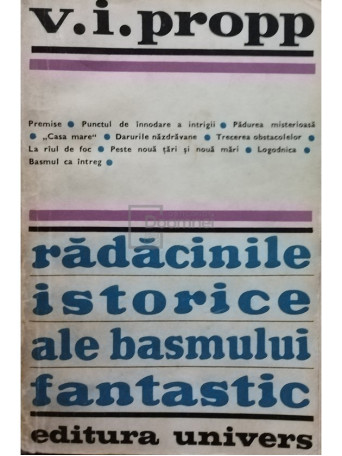 v.i.propp
Premise ● Punctul de înnodare a intrigii ● Pădurea misterioasă
● „Casa mare“ ● Darurile năzdrăvane ● Trecerea obstacolelor ●
La rîul de foc ● Peste nouă țări și nouă mări ● Logodnica ●
Basmul ca întreg ●
rădăcinile
istorice
ale basmului
fantastic
editura univers